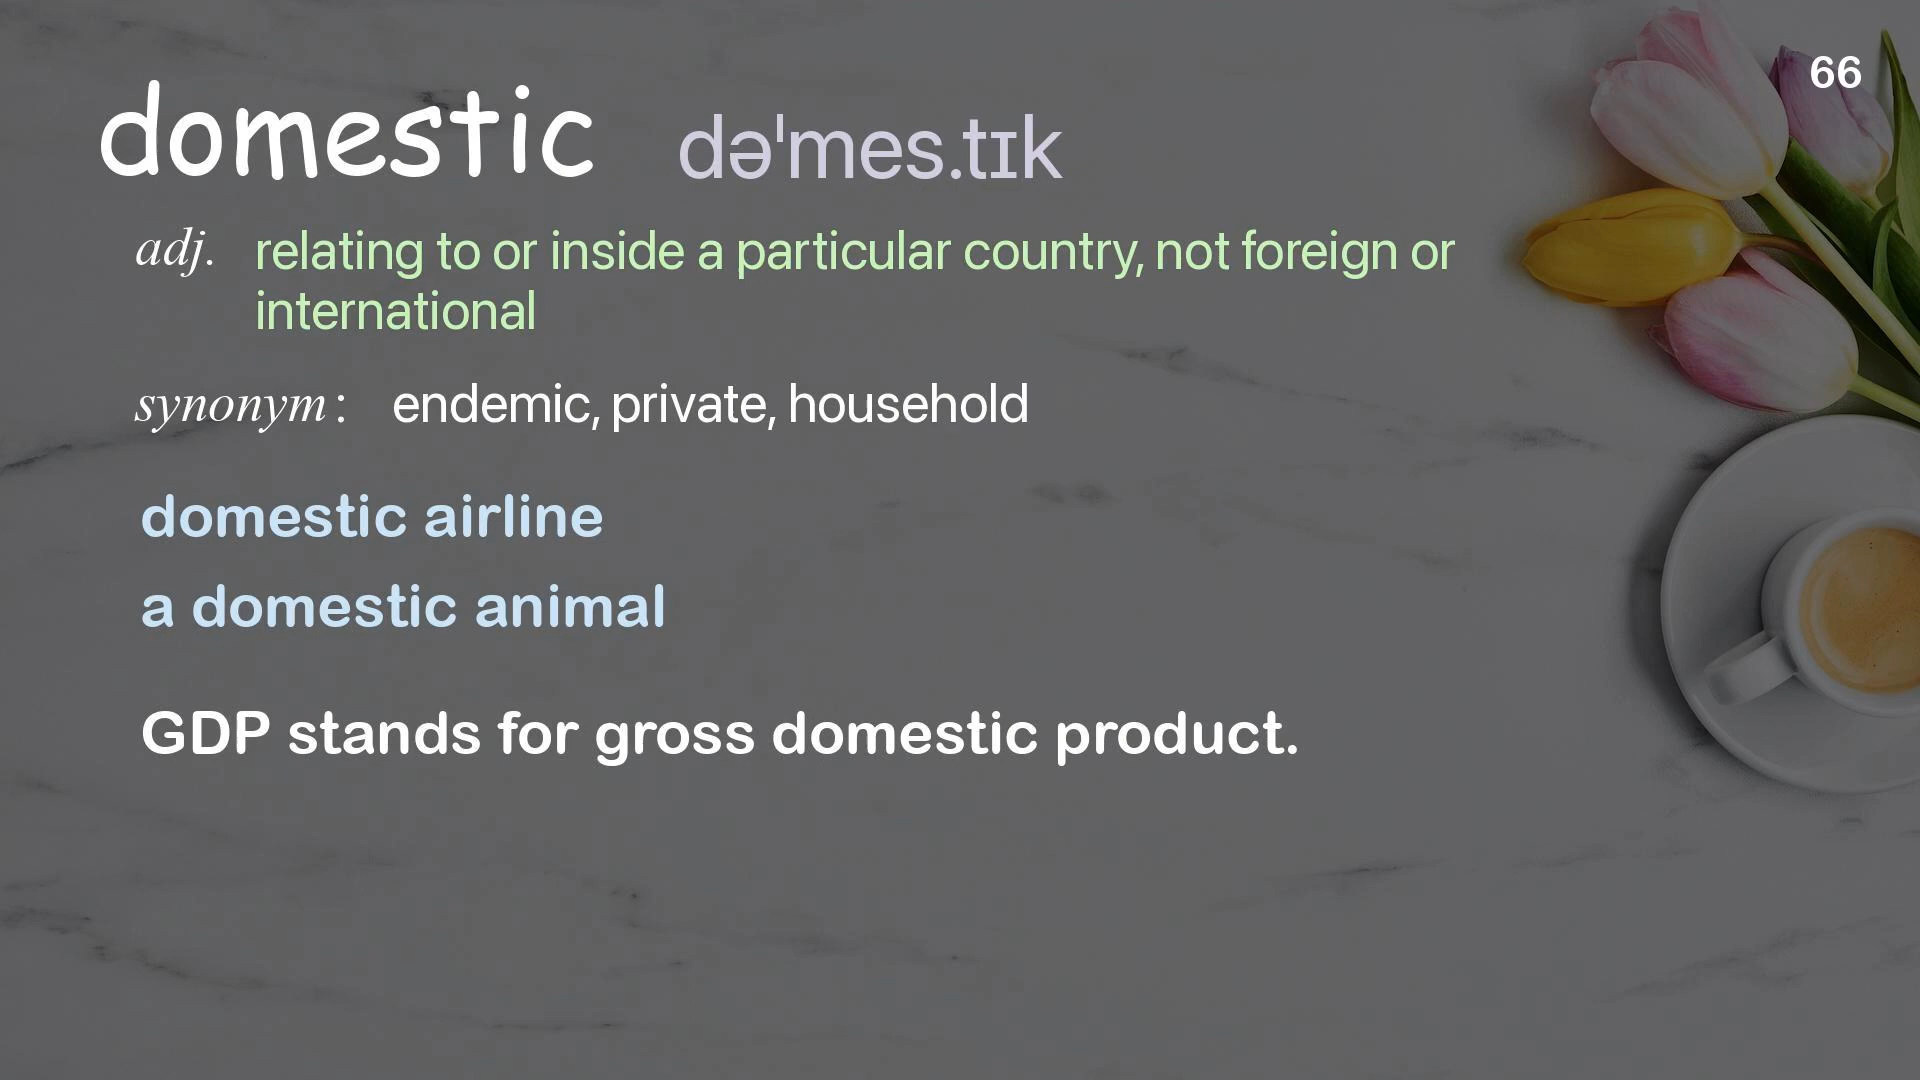 66
domestic dəˈmes.tɪk
adj. relating to or inside a particular country, not foreign or
international
synonym: endemic, private, household
domestic airline
a domestic animal
GDP stands for gross domestic product.